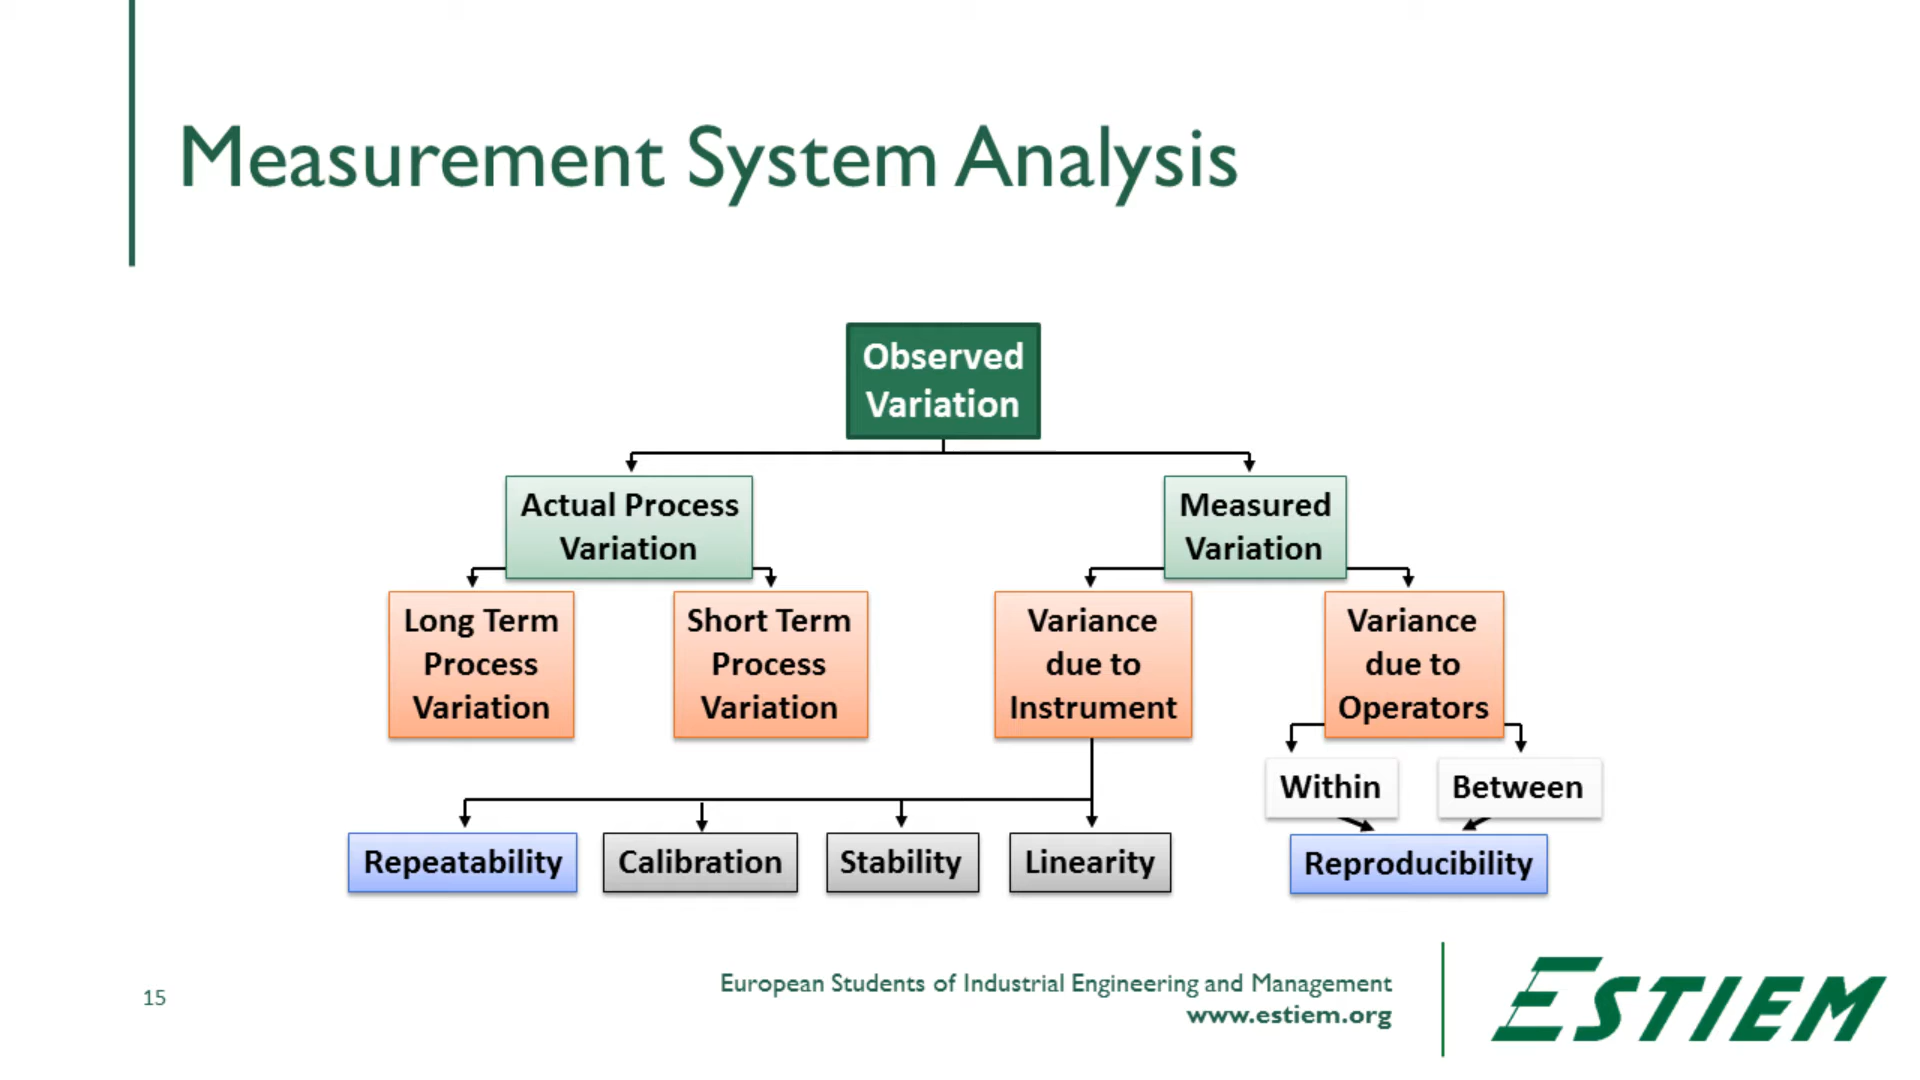 Measurement System Analysis
Observed
Variation
Actual Process
Variation
Measured
Variation
Long Term
Process
Variation
Short Term
Process
Variation
Variance
due to
Instrument
Variance
due to
Operators
Within
Between
Repeatability
Calibration
Stability
Linearity
Reproducibility
15
European Students of Industrial Engineering and Management
www.estiem.org
ESTIEM